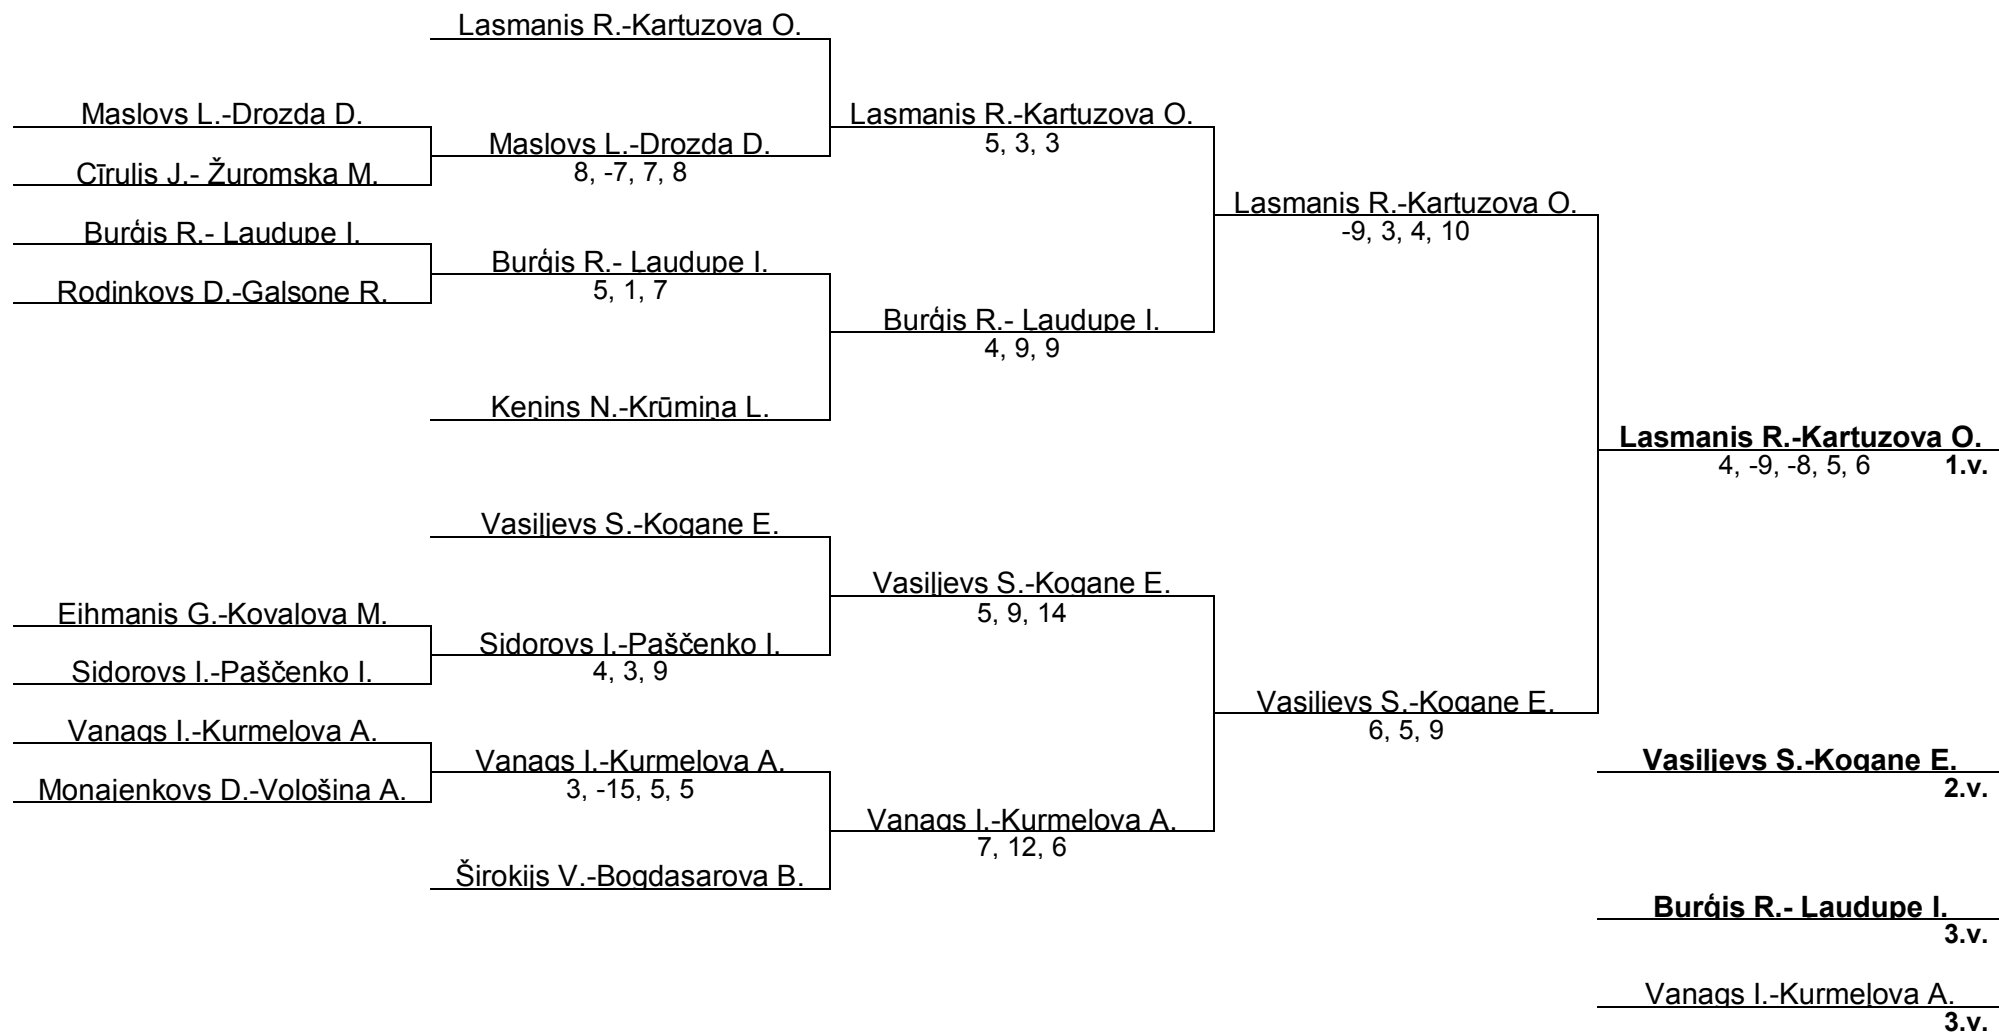 Lasmanis R.-Kartuzova O.
Maslovs L.-Drozda D.
Lasmanis R.-Kartuzova O.
5, 3, 3
Maslovs L.-Drozda D.
8, -7, 7, 8
Cīrulis J.- Žuromska M.
Lasmanis R.-Kartuzova O.
-9, 3, 4, 10
Burģis R.- Laudupe I.
Burģis R.- Laudupe I.
5, 1, 7
Rodinkovs D.-Galsone R.
Burģis R.- Laudupe I.
4, 9, 9
Ķeņins N.-Krūmiņa L.
Lasmanis R.-Kartuzova O.
4, -9, -8, 5, 6 1.v.
Vasiļjevs S.-Kogane E.
Vasiļjevs S.-Kogane E.
5, 9, 14
Eihmanis G.-Kovaļova M.
Sidorovs I.-Paščenko I.
4, 3, 9
Sidorovs I.-Paščenko I.
Vasiļjevs S.-Kogane E.
6, 5, 9
Vanags I.-Kurmeļova A.
Vanags I.-Kurmeļova A.
3, -15, 5, 5
Vasiļjevs S.-Kogane E.
2.v.
Monajenkovs D.-Vološina A.
Vanags I.-Kurmeļova A.
7, 12, 6
Širokijs V.-Bogdasarova B.
Burģis R.- Laudupe I.
3.v.
Vanags I.-Kurmeļova A.
3.v.